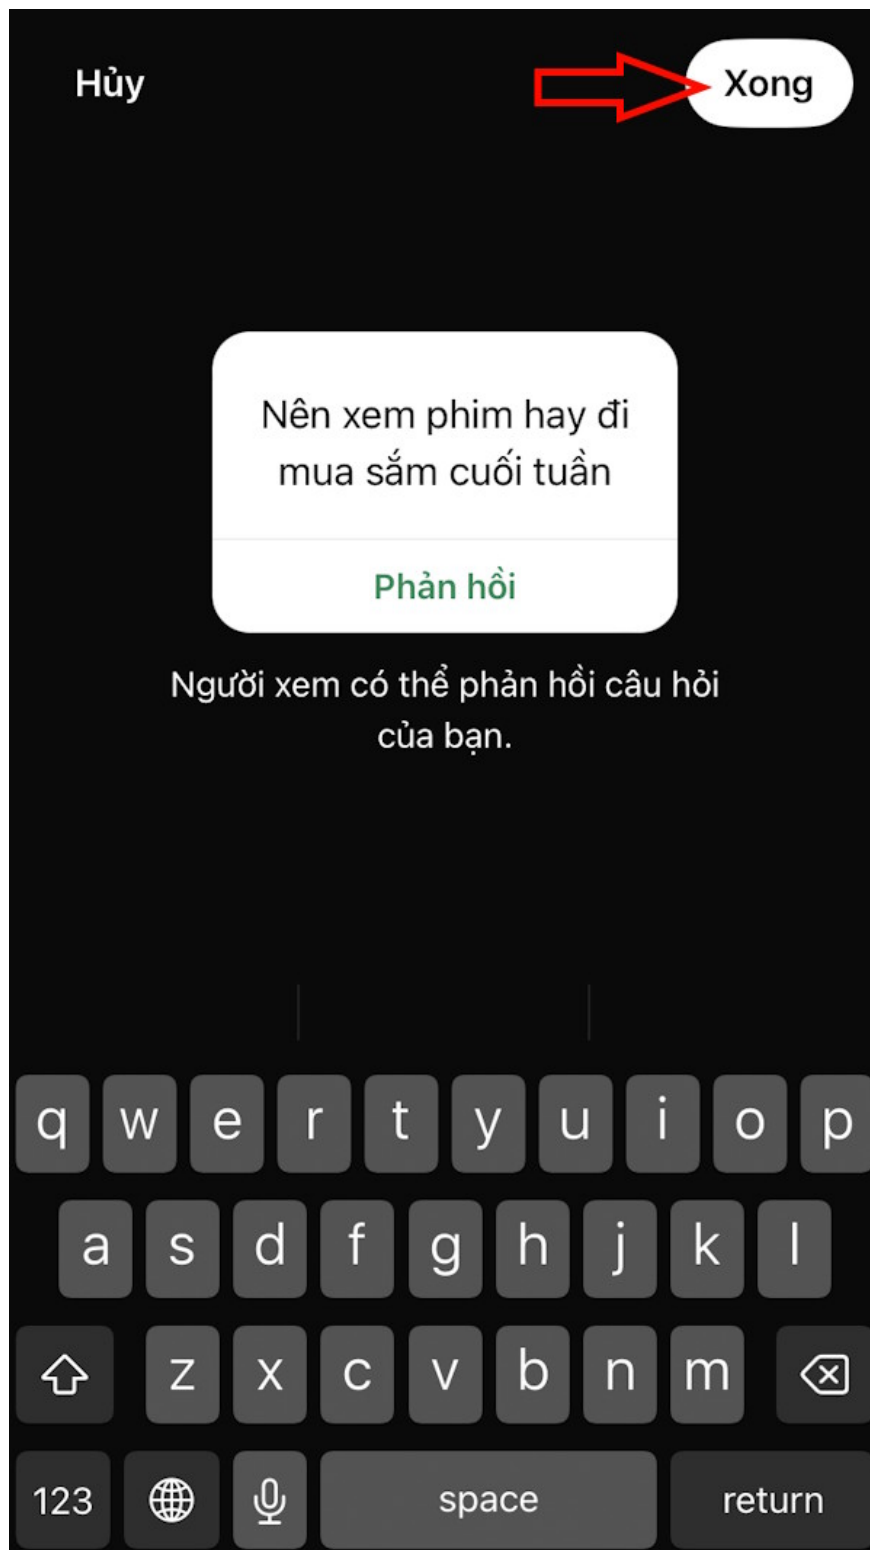 Hủy
Xong
Nên xem phim hay đi
mua sắm cuối tuần
Phản hồi
Người xem có thể phản hồi câu hỏi
của bạn.
q w e r t y u i o p
a s d f g h j k l
z x c v b n m
123 space return